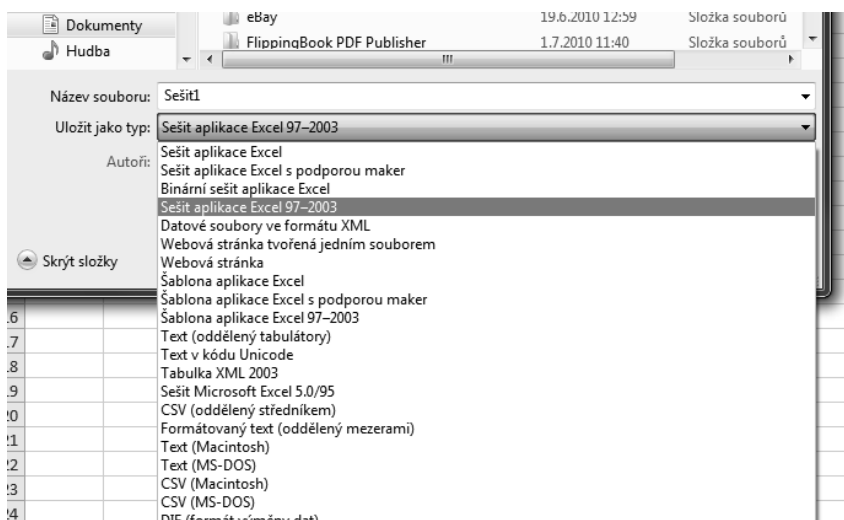 eBay 19.6.2010 12:59 Složka souborů
Dokumenty
FlippingBook PDF Publisher 1.7.2010 11:40 Složka souborů
Hudba
Název souboru: Sešit1
Uložit jako typ: Sešit aplikace Excel 97–2003
Autoři:
Sešit aplikace Excel
Sešit aplikace Excel s podporou maker
Binární sešit aplikace Excel
Sešit aplikace Excel 97–2003
Datové soubory ve formátu XML
Webová stránka tvořená jedním souborem
Webová stránka
Skrýt složky
Šablona aplikace Excel
Šablona aplikace Excel s podporou maker
Šablona aplikace Excel 97–2003
Text (oddělený tabulátory)
Text v kódu Unicode
Tabulka XML 2003
Sešit Microsoft Excel 5.0/95
CSV (oddělený středníkem)
Formátovaný text (oddělený mezerami)
Text (Macintosh)
Text (MS-DOS)
CSV (Macintosh)
CSV (MS-DOS)
DIF (formát výměny dat)